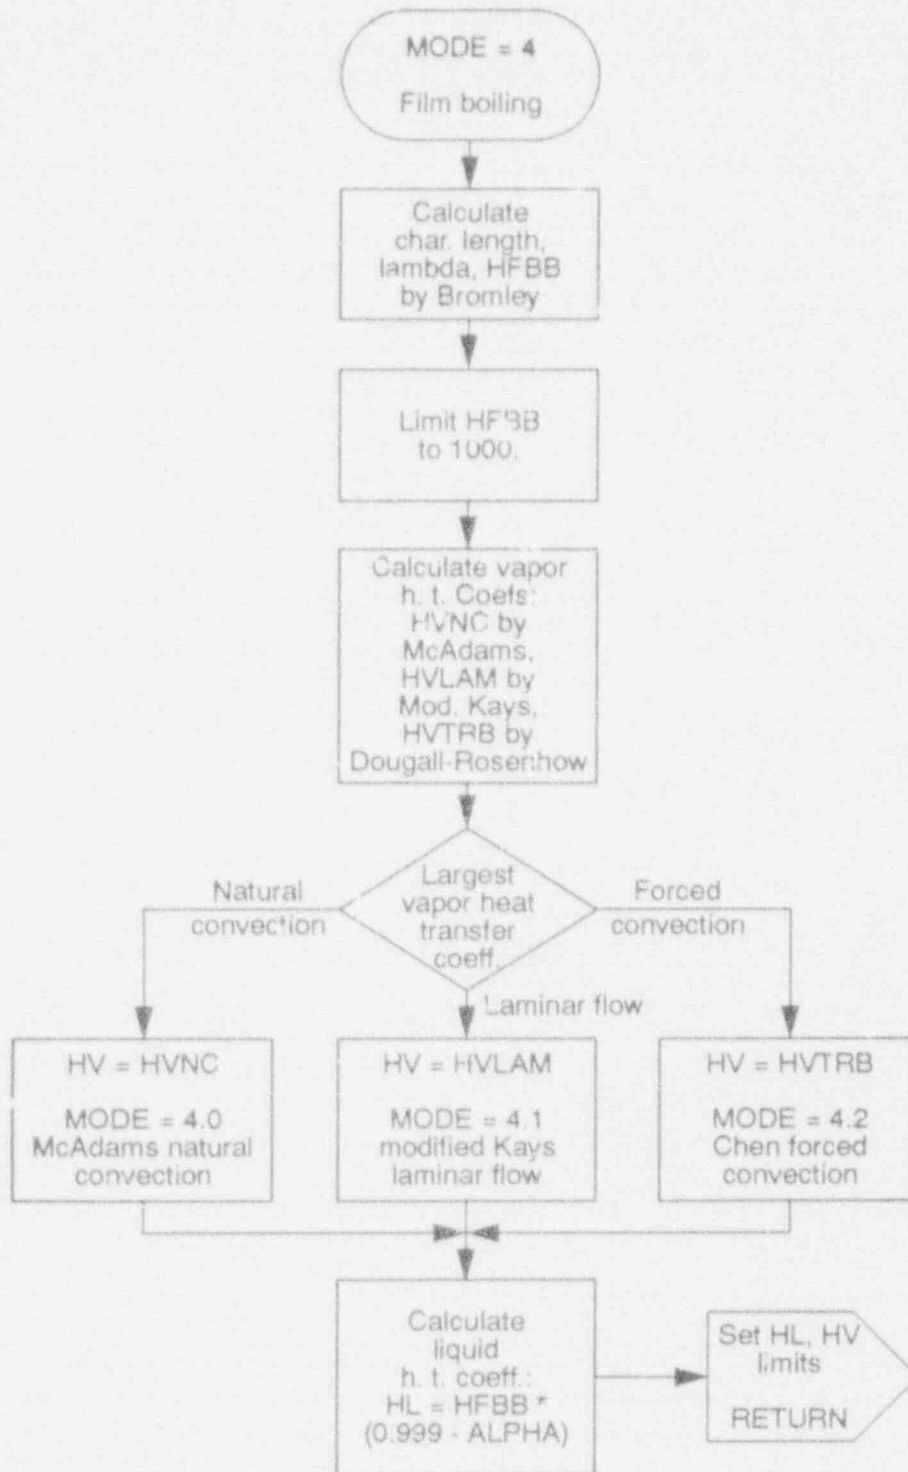 MODE = 4
Film boiling
Calculate
char. length,
lambda, HFBB
by Bromley
Limit HFBB
to 1000.
Calculate vapor
h. t. Coefs:
HVNC by
McAdams,
HVLAM by
Mod. Kays,
HVTRB by
Dougall-Rosenhow
Largest
vapor heat
transfer
coeff.
Natural
convection
Forced
convection
Laminar flow
HV = HVNC
MODE = 4.0
McAdams natural
convection
HV = HVLAM
MODE = 4.1
modified Kays
laminar flow
HV = HVTRB
MODE = 4.2
Chen forced
convection
Calculate
liquid
h. t. coeff.:
HL = HFBB *
(0.999 - ALPHA)
Set HL, HV
limits
RETURN